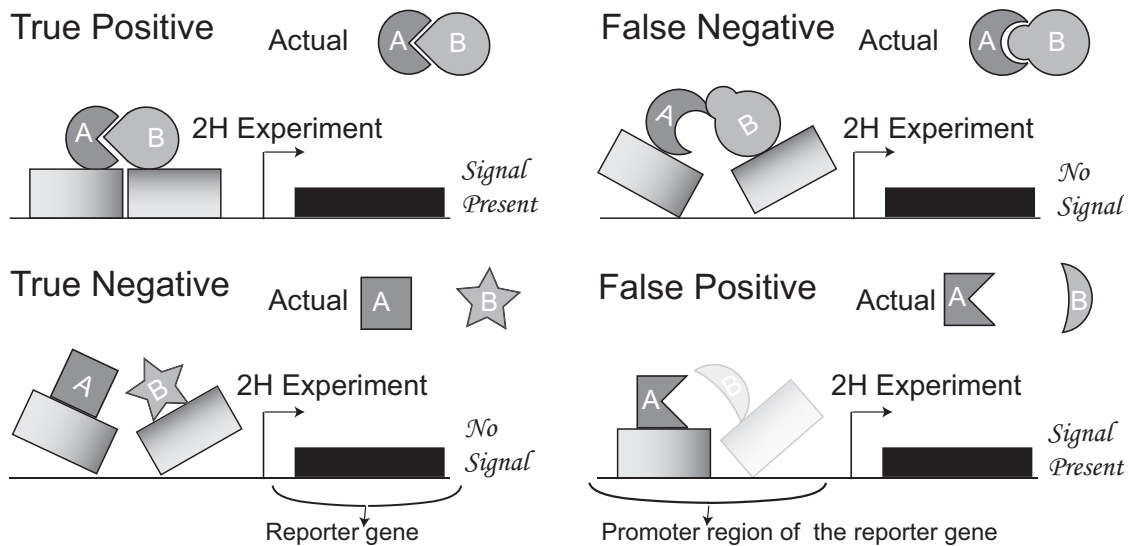 True Positive
Actual A B
A B 2H Experiment
Signal
Present
False Negative
Actual A B
A B 2H Experiment
No
Signal
True Negative
Actual A B
A B 2H Experiment
No
Signal
Reporter gene
False Positive
Actual A B
A B 2H Experiment
Signal
Present
Promoter region of the reporter gene